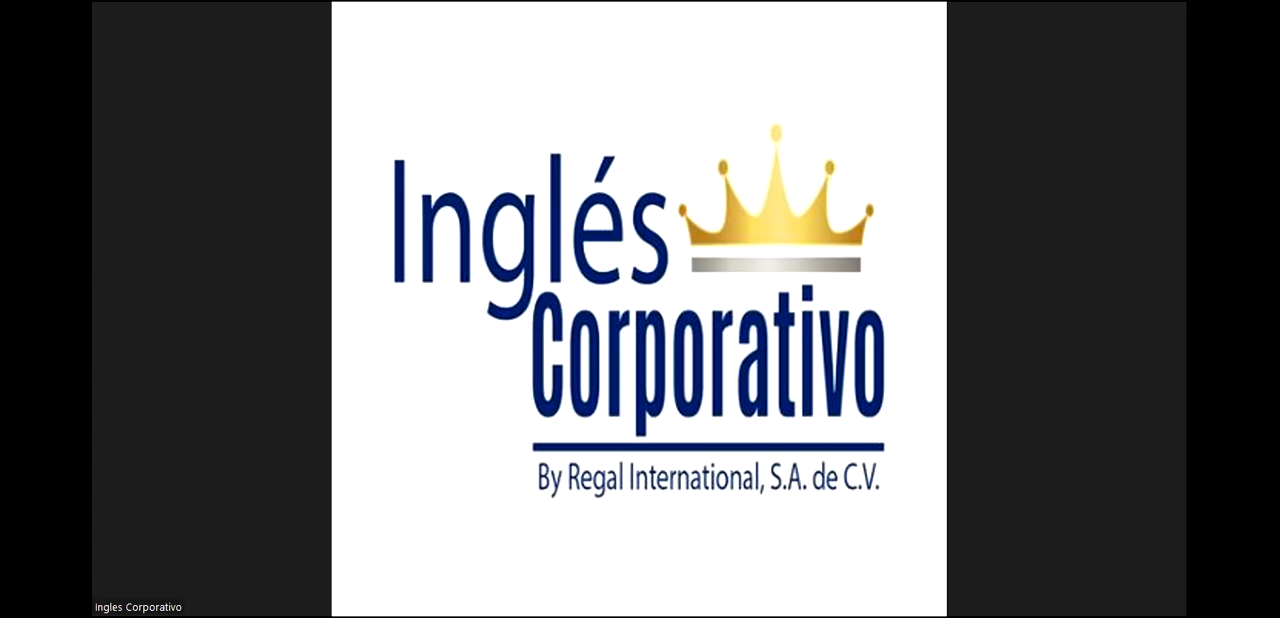 Inglés
Corporativo
By Regal International, S.A. de C.V.
Ingles Corporativo